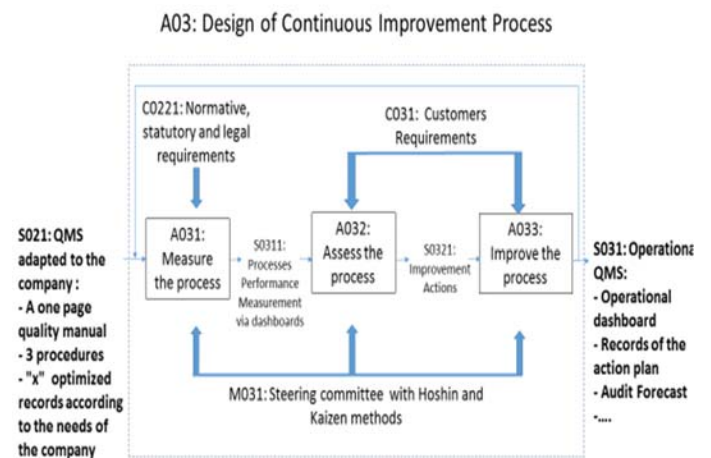 A03: Design of Continuous Improvement Process
C0221: Normative,
statutory and legal
requirements
C031: Customers
Requirements
S021: QMS
adapted to the
company :
- A one page
quality manual
- 3 procedures
- "x" optimized
records according
to the needs of
the company
A031:
Measure
the process
S0311:
Processes
Performance
Measurement
via dashboards
A032:
Assess the
process
S0321:
Improvement
Actions
A033:
Improve the
process
S031: Operationa
QMS:
- Operational
dashboard
- Records of the
action plan
- Audit Forecast
-....
M031: Steering committee with Hoshin and
Kaizen methods